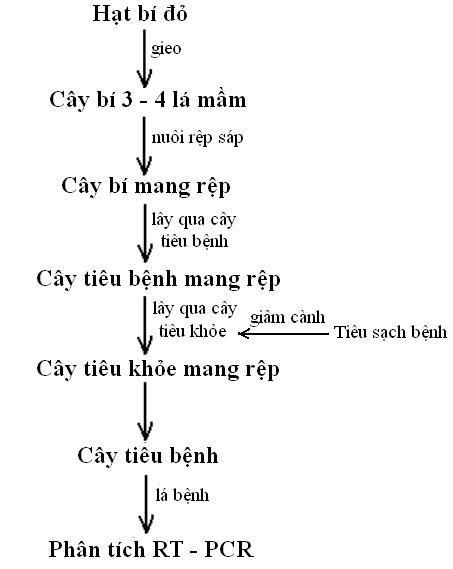 Hạt bí đỏ
gieo
Cây bí 3 - 4 lá mầm
nuôi rệp sáp
Cây bí mang rệp
lây qua cây
tiêu bệnh
Cây tiêu bệnh mang rệp
lây qua cây
giâm cành
tiêu khỏe
Tiêu sạch bệnh
Cây tiêu khỏe mang rệp
Cây tiêu bệnh
lá bệnh
Phân tích RT - PCR